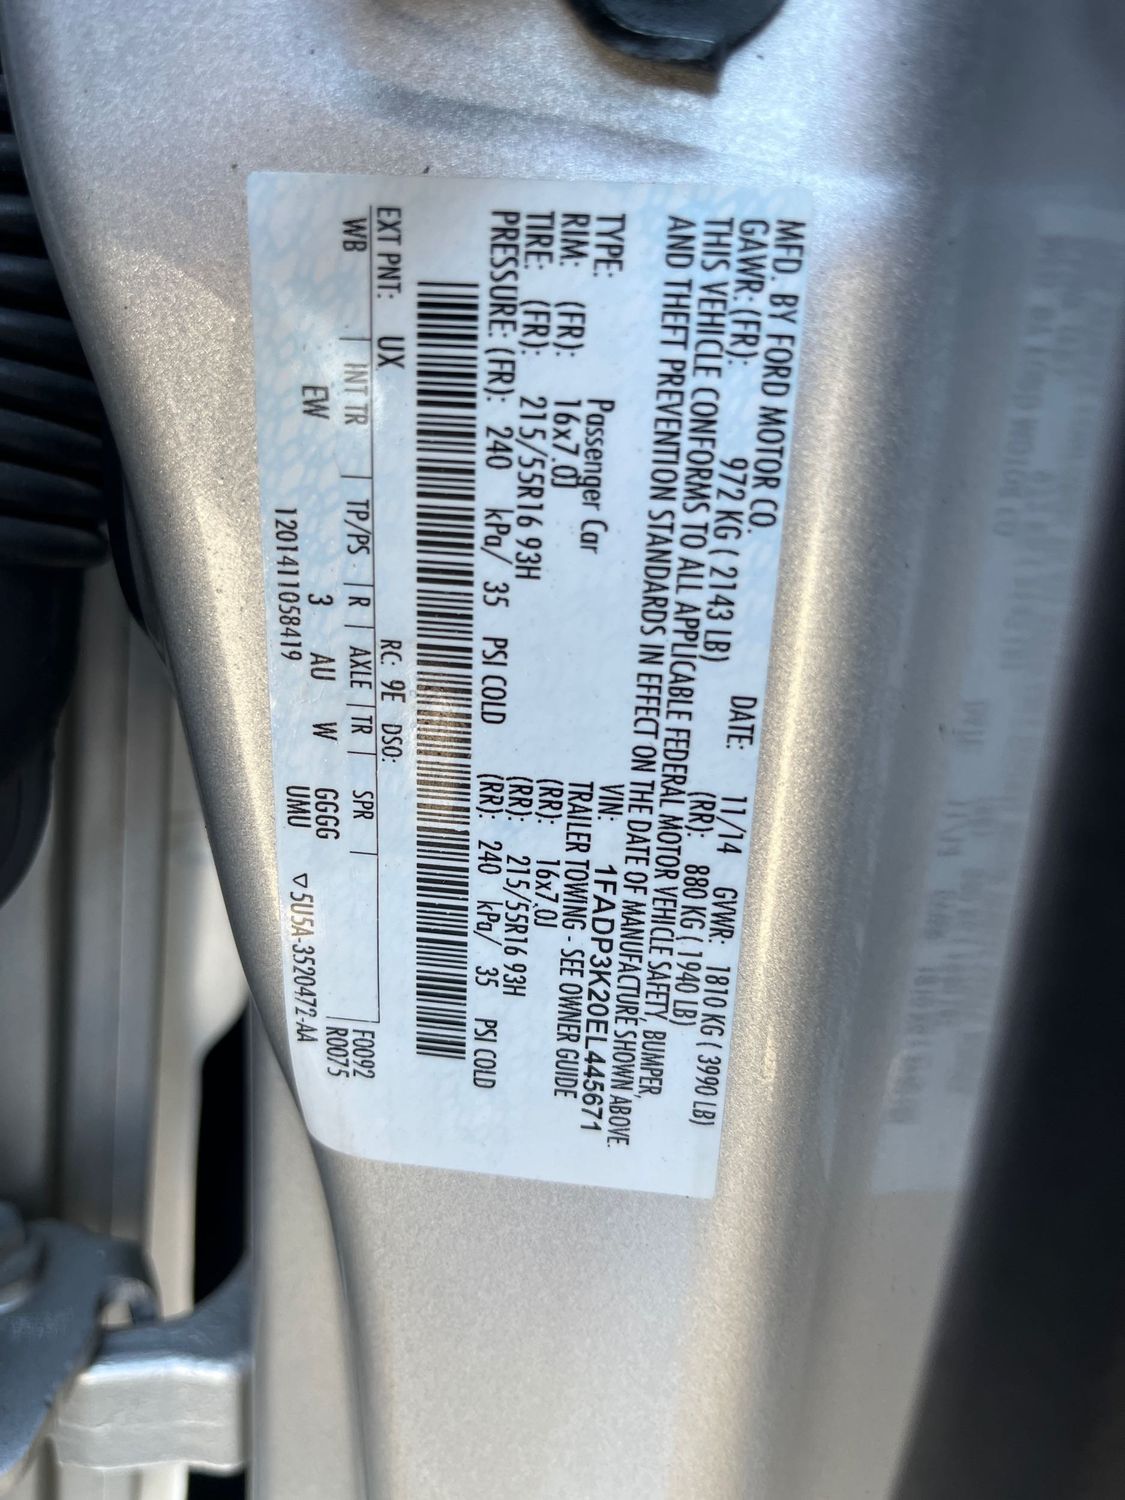 MFD. BY FORD MOTOR CO.
DATE: 11/14 GVWR: 1810 KG ( 3990 LB)
GAWR: (FR): 972 KG ( 2143 LB) (RR): 880 KG ( 1940 LB)
THIS VEHICLE CONFORMS TO ALL APPLICABLE FEDERAL MOTOR VEHICLE SAFETY, BUMPER,
AND THEFT PREVENTION STANDARDS IN EFFECT ON THE DATE OF MANUFACTURE SHOWN ABOVE.
VIN: 1FADP3K20EL445671
TYPE: Passenger Car TRAILER TOWING - SEE OWNER GUIDE
RIM: (FR): 16x7.0J (RR): 16x7.0J
TIRE: (FR): 215/55R16 93H (RR): 215/55R16 93H
PRESSURE: (FR): 240 kPa/ 35 PSI COLD (RR): 240 kPa/ 35 PSI COLD
EXT PNT: UX RC: 9E DSO: F0092
WB INT TR TP/PS R AXLE TR SPR R0075
EW 3 AU W GGGG
1201411058419 UMU ▽5U5A-3520472-AA